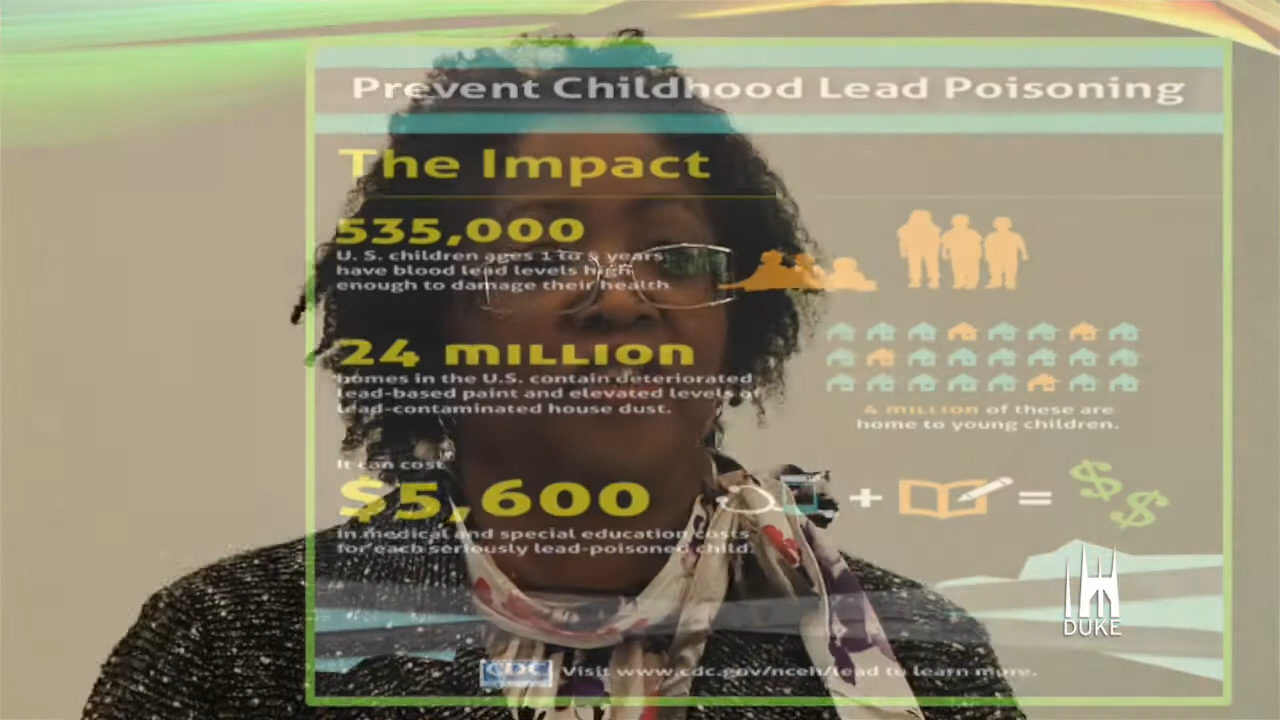 Prevent Childhood Lead Poisoning
The Impact
535,000
U. S. children ages 1 to 5 years
have blood lead levels high
enough to damage their health
24 MILLION
homes in the U.S. contain deteriorated
lead-based paint and elevated levels of
lead-contaminated house dust.
4 MILLION of these are
home to young children.
It can cost
$5,600
in medical and special education costs
for each seriously lead-poisoned child.
+ =
$ $
DUKE
CDC Visit www.cdc.gov/nceh/lead to learn more.